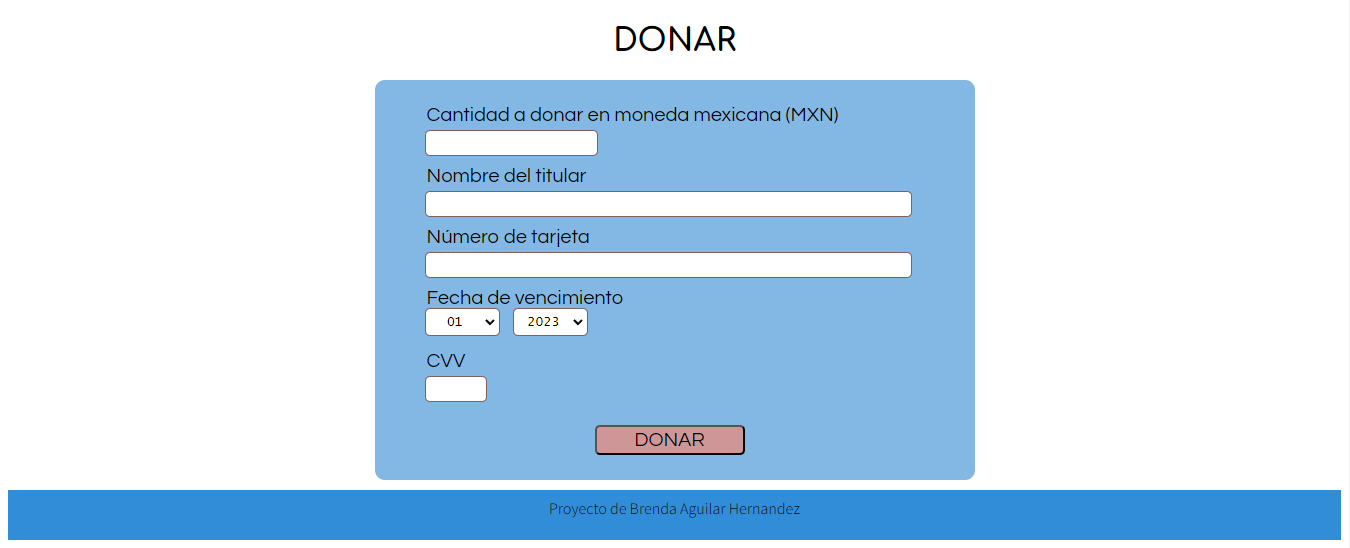 DONAR
Cantidad a donar en moneda mexicana (MXN)
Nombre del titular
Número de tarjeta
Fecha de vencimiento
01 2023
CVV
DONAR
Proyecto de Brenda Aguilar Hernandez